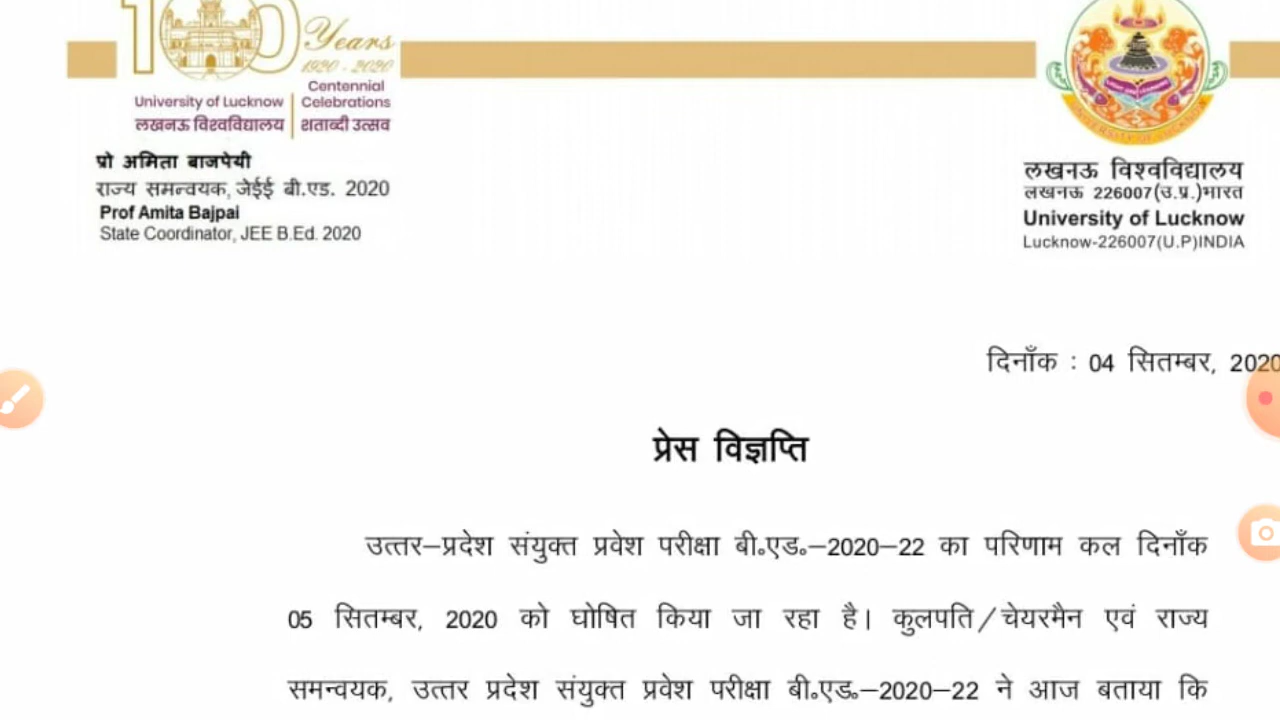 100 Years
1920 - 2020
University of Lucknow
Centennial Celebrations
लखनऊ विश्वविद्यालय
शताब्दी उत्सव
प्रो अमिता बाजपेयी
राज्य समन्वयक, जेईई बी.एड. 2020
Prof Amita Bajpai
State Coordinator, JEE B.Ed. 2020
लखनऊ विश्वविद्यालय
लखनऊ 226007(उ.प्र.)भारत
University of Lucknow
Lucknow-226007(U.P)INDIA
दिनाँक : 04 सितम्बर, 2020
प्रेस विज्ञप्ति
उत्तर–प्रदेश संयुक्त प्रवेश परीक्षा बी०एड०–2020–22 का परिणाम कल दिनाँक
05 सितम्बर, 2020 को घोषित किया जा रहा है। कुलपति/चेयरमैन एवं राज्य
समन्वयक, उत्तर प्रदेश संयुक्त प्रवेश परीक्षा बी०एड०–2020–22 ने आज बताया कि